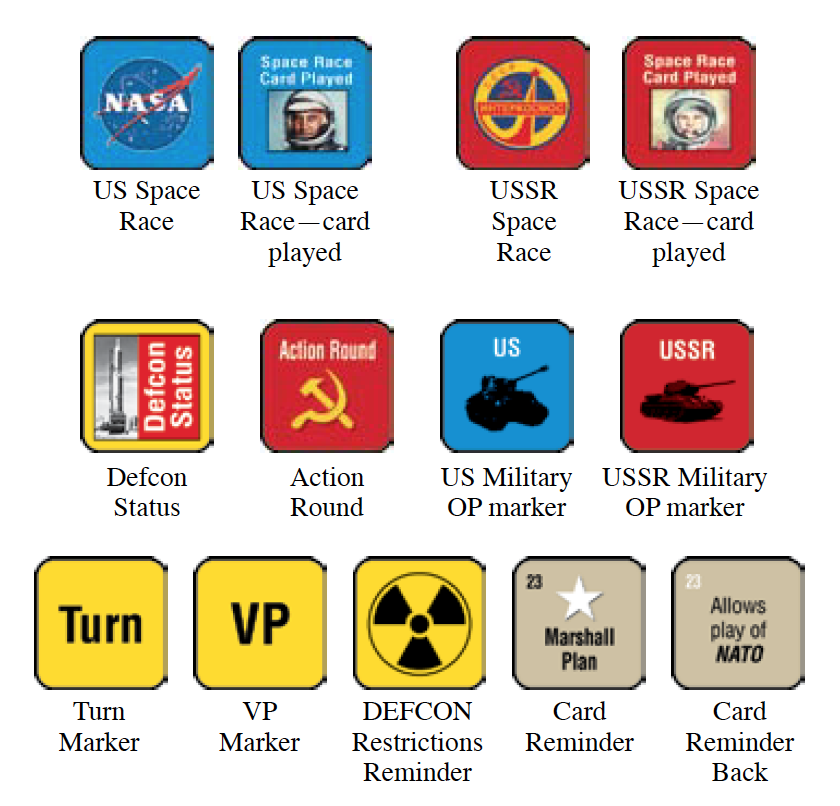 NASA
Space Race
Card Played
ИНТЕРКОСМОС
Space Race
Card Played
US Space
Race
US Space
Race—card
played
USSR
Space
Race
USSR Space
Race—card
played
Defcon
Status
Action Round
US
USSR
Defcon
Status
Action
Round
US Military
OP marker
USSR Military
OP marker
Turn
VP
23
Marshall
Plan
23
Allows
play of
NATO
Turn
Marker
VP
Marker
DEFCON
Restrictions
Reminder
Card
Reminder
Card
Reminder
Back